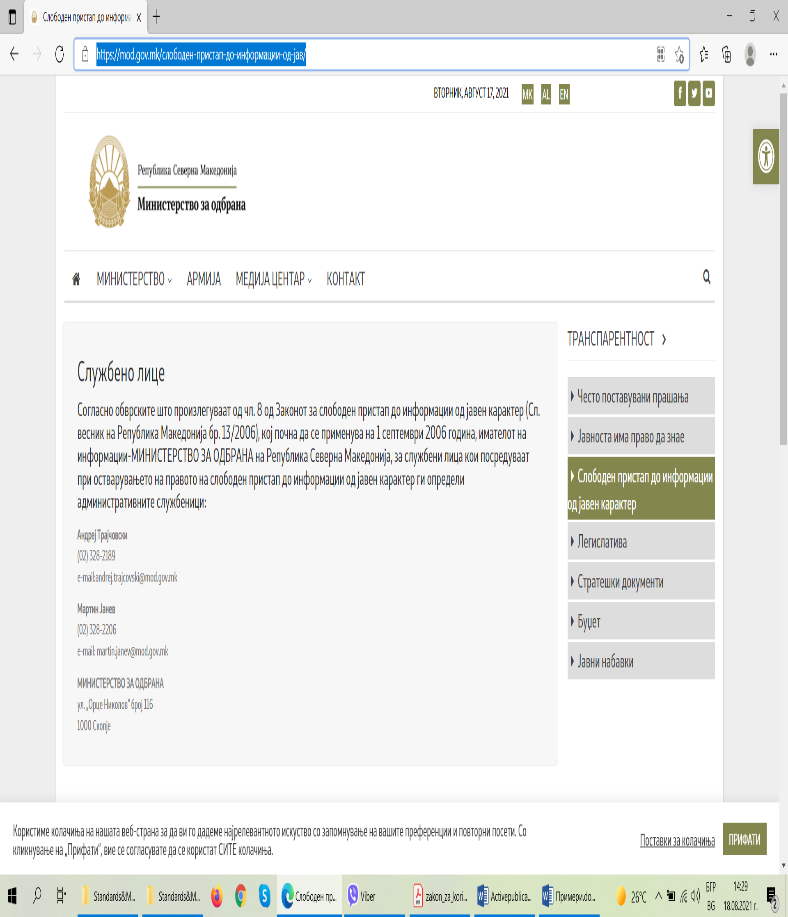 Слободен пристап до информа
https://mod.gov.mk/слободен-пристап-до-информации-од-јав/
ВТОРНИК, АВГУСТ 17, 2021
MK AL EN
Република Северна Македонија
Министерство за одбрана
МИНИСТЕРСТВО АРМИЈА МЕДИЈА ЦЕНТАР КОНТАКТ
Службено лице
Согласно обврските што произлегуваат од чл. 8 од Законот за слободен пристап до информации од јавен карактер (Сл.
весник на Република Македонија бр. 13/2006), кој почна да се применува на 1 септември 2006 година, имателот на
информации-МИНИСТЕРСТВО ЗА ОДБРАНА на Република Северна Македонија, за службени лица кои посредуваат
при остварувањето на правото на слободен пристап до информации од јавен карактер ги определи
административните службеници:
Андреј Трајчовски
(02) 328-2189
e-mail:andrej.trajcovski@mod.gov.mk
Мартин Јанев
(02) 328-2206
e-mail: martin.janev@mod.gov.mk
МИНИСТЕРСТВО ЗА ОДБРАНА
ул. „Орце Николов“ број 116
1000 Скопје
ТРАНСПАРЕНТНОСТ
Често поставувани прашања
Јавноста има право да знае
Слободен пристап до информации
од јавен карактер
Легислатива
Стратешки документи
Буџет
Јавни набавки
Користиме колачиња на нашата веб-страна за да ви го дадеме најрелевантното искуство со запомнување на вашите преференции и повторни посети. Со
кликнување на „Прифати“, вие се согласувате да се користат СИТЕ колачиња.
Поставки за колачиња
ПРИФАТИ
Standards&M...
Standards&M...
Слободен пр...
Viber
zakon_za_kori...
Activepublica...
Примери.do...
26°C
БГР
BG
14:29
18.08.2021 г.
2